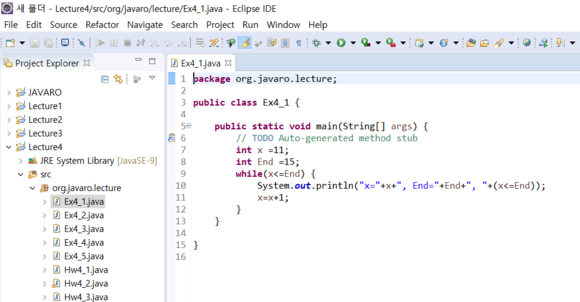 새 폴더 - Lecture4/src/org/javaro/lecture/Ex4_1.java - Eclipse IDE
File Edit Source Refactor Navigate Search Project Run Window Help
Project Explorer
JAVARO
Lecture1
Lecture2
Lecture3
Lecture4
JRE System Library [JavaSE-9]
src
org.javaro.lecture
Ex4_1.java
Ex4_2.java
Ex4_3.java
Ex4_4.java
Ex4_5.java
Hw4_1.java
Hw4_2.java
Hw4_3.java
Ex4_1.java
1 package org.javaro.lecture;
2
3 public class Ex4_1 {
4
5 public static void main(String[] args) {
6 // TODO Auto-generated method stub
7 int x =11;
8 int End =15;
9 while(x<=End) {
10 System.out.println("x="+x+", End="+End+", "+(x<=End));
11 x=x+1;
12 }
13 }
14
15 }
16